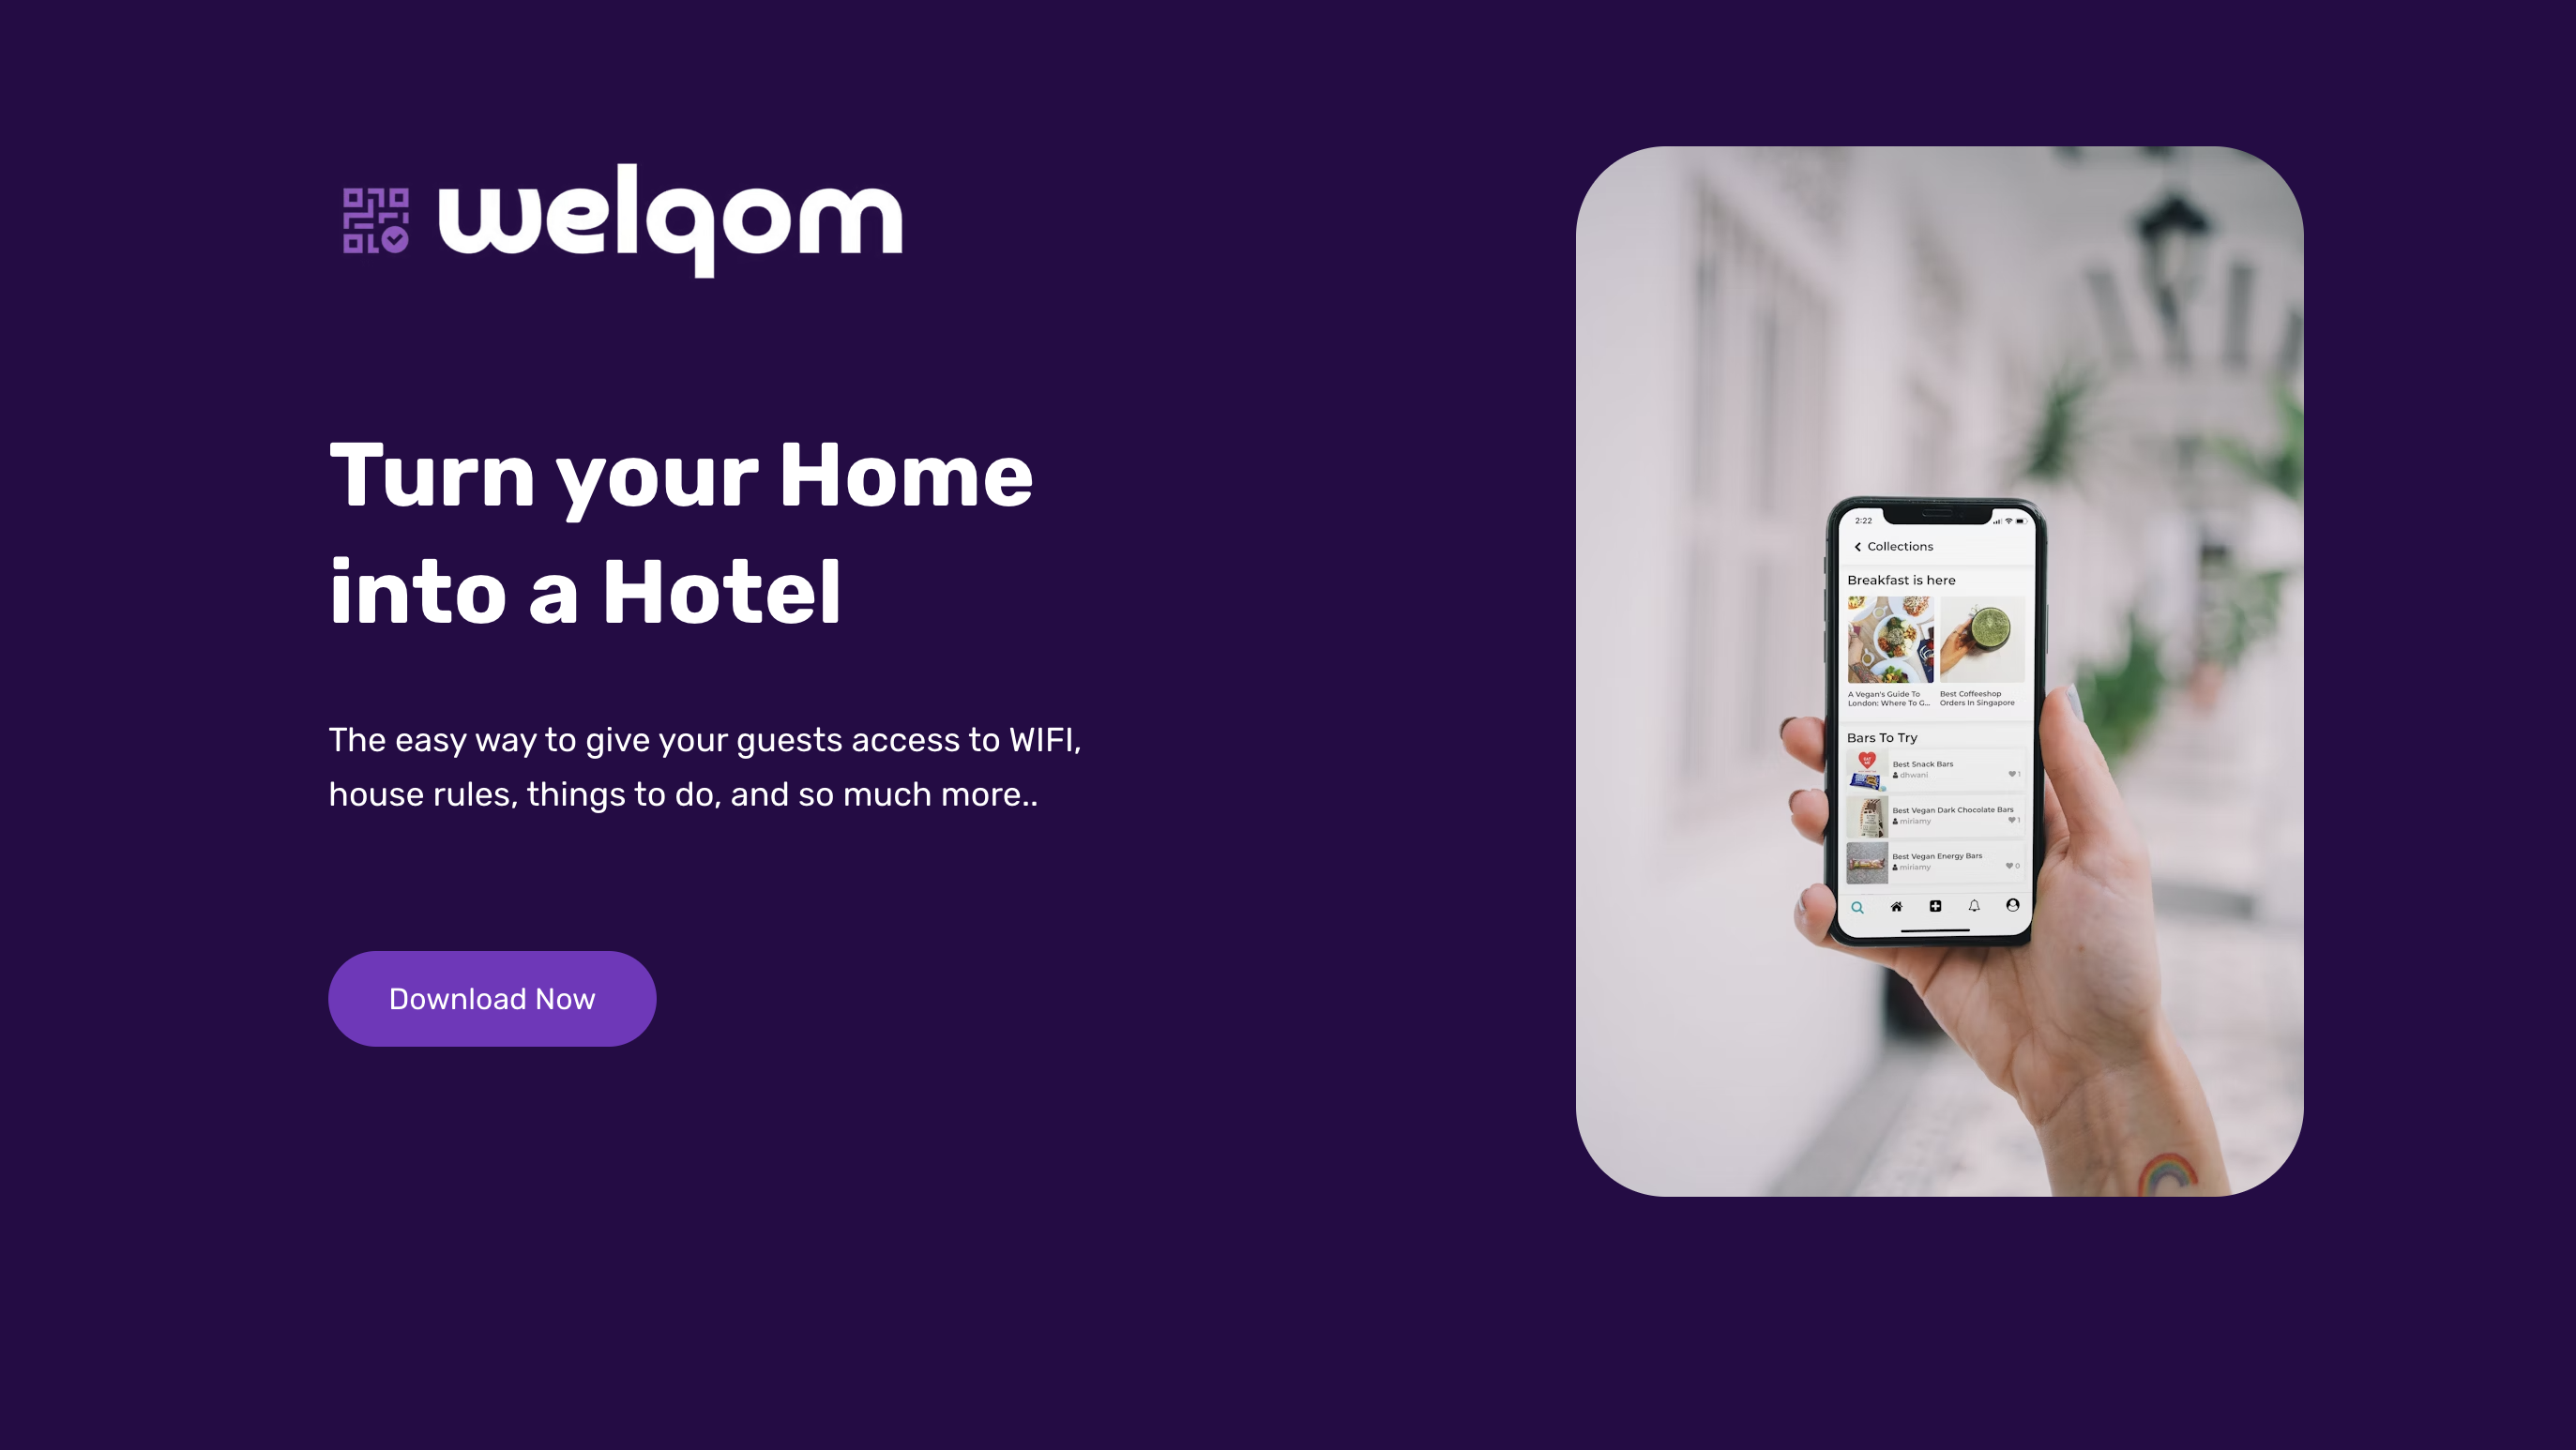 welqom
Turn your Home
into a Hotel
The easy way to give your guests access to WIFI,
house rules, things to do, and so much more..
Download Now
2:22
Collections
Breakfast is here
A Vegan's Guide To
London: Where To G...
Best Coffeeshop
Orders In Singapore
Bars To Try
Best Snack Bars
dhwani
1
Best Vegan Dark Chocolate Bars
miriamy
1
Best Vegan Energy Bars
miriamy
0